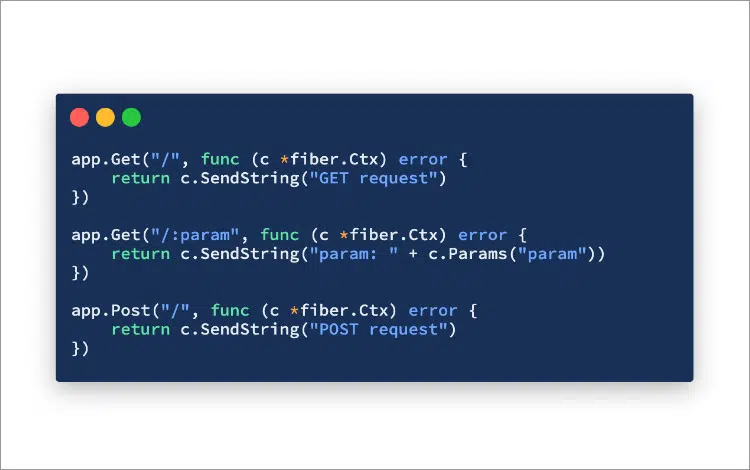 app.Get("/", func (c *fiber.Ctx) error {
    return c.SendString("GET request")
})

app.Get("/:param", func (c *fiber.Ctx) error {
    return c.SendString("param: " + c.Params("param"))
})

app.Post("/", func (c *fiber.Ctx) error {
    return c.SendString("POST request")
})